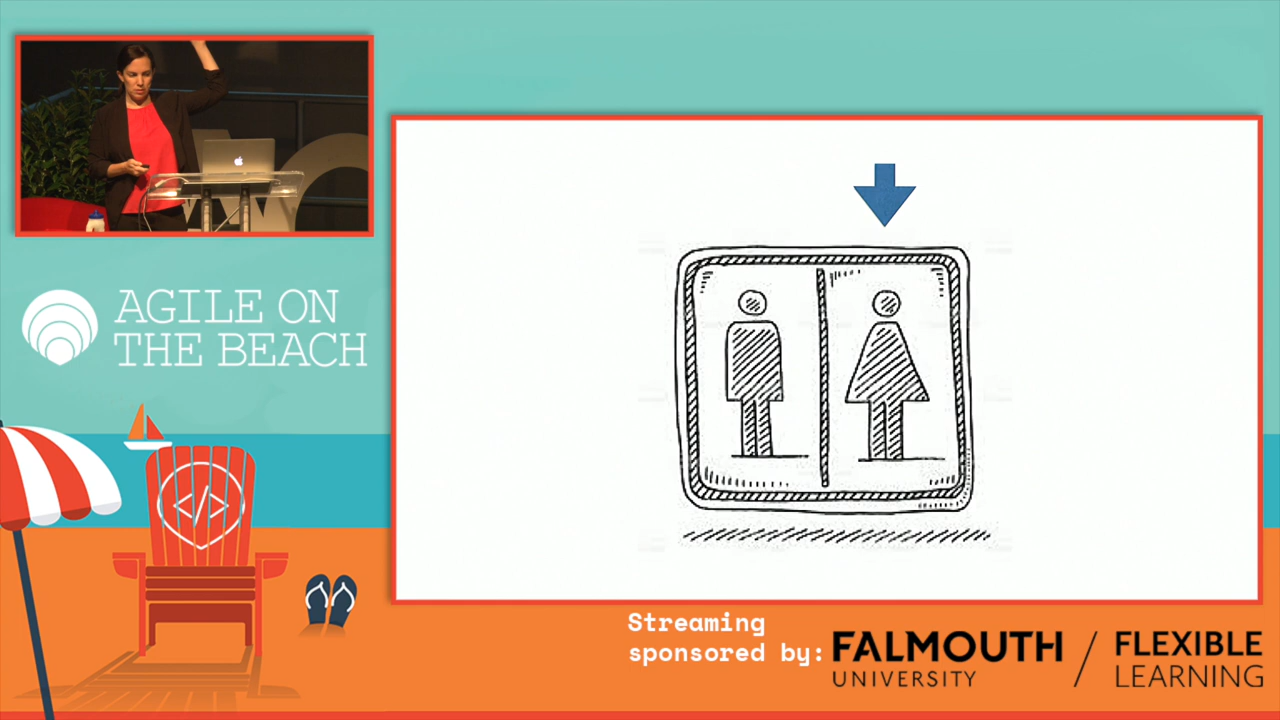 AGILE ON
THE BEACH
</>
Streaming
sponsored by:
FALMOUTH
UNIVERSITY
FLEXIBLE
LEARNING